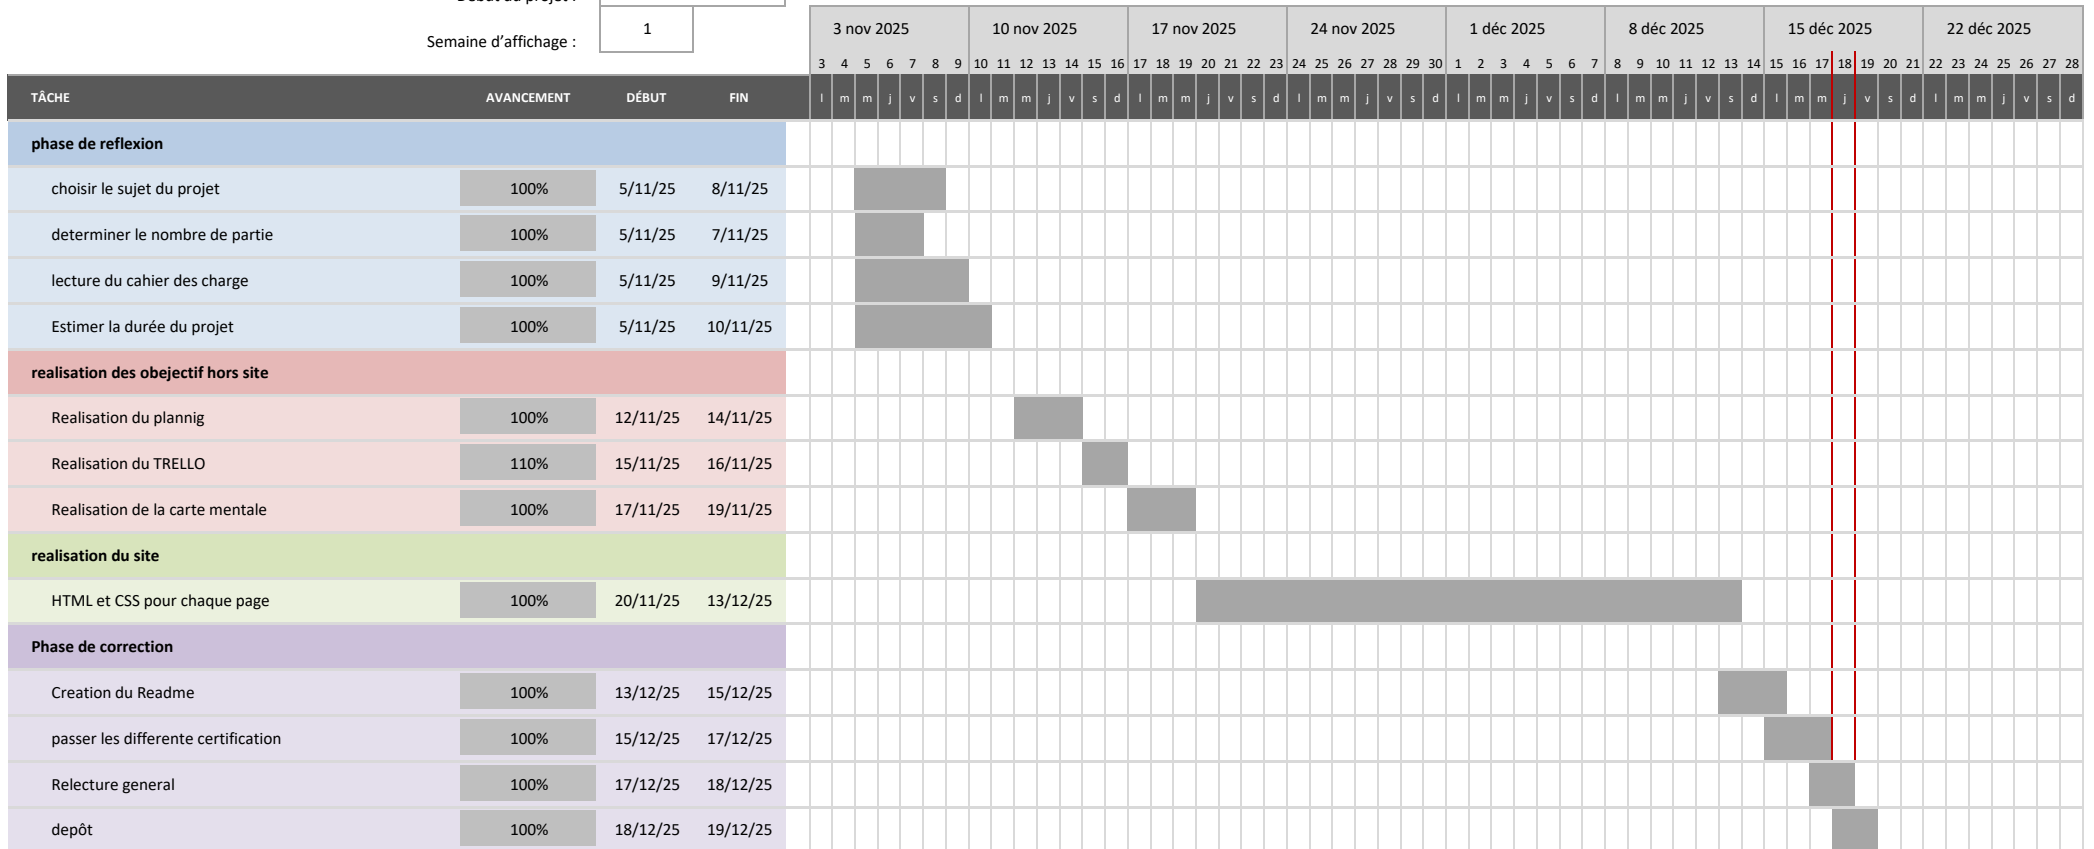 Début du projet :
Semaine d’affichage : 1
3 nov 2025 10 nov 2025 17 nov 2025 24 nov 2025 1 déc 2025 8 déc 2025 15 déc 2025 22 déc 2025
3 4 5 6 7 8 9 10 11 12 13 14 15 16 17 18 19 20 21 22 23 24 25 26 27 28 29 30 1 2 3 4 5 6 7 8 9 10 11 12 13 14 15 16 17 18 19 20 21 22 23 24 25 26 27 28
TÂCHE AVANCEMENT DÉBUT FIN l m m j v s d l m m j v s d l m m j v s d l m m j v s d l m m j v s d l m m j v s d l m m j v s d l m m j v s d
phase de reflexion
choisir le sujet du projet 100% 5/11/25 8/11/25
determiner le nombre de partie 100% 5/11/25 7/11/25
lecture du cahier des charge 100% 5/11/25 9/11/25
Estimer la durée du projet 100% 5/11/25 10/11/25
realisation des obejectif hors site
Realisation du plannig 100% 12/11/25 14/11/25
Realisation du TRELLO 110% 15/11/25 16/11/25
Realisation de la carte mentale 100% 17/11/25 19/11/25
realisation du site
HTML et CSS pour chaque page 100% 20/11/25 13/12/25
Phase de correction
Creation du Readme 100% 13/12/25 15/12/25
passer les differente certification 100% 15/12/25 17/12/25
Relecture general 100% 17/12/25 18/12/25
depôt 100% 18/12/25 19/12/25